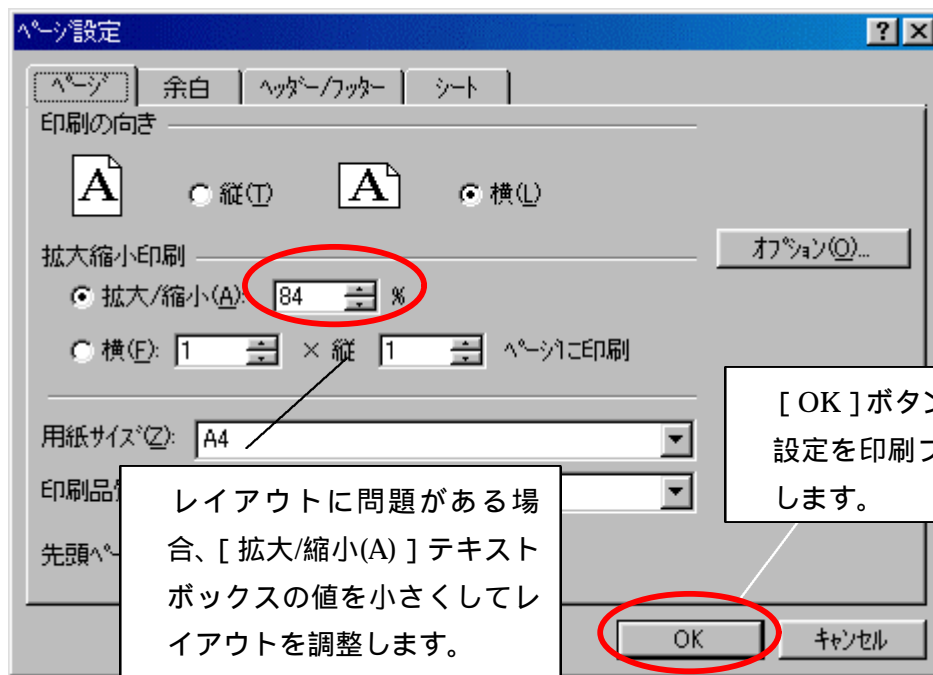 ﾍﾟｰｼﾞ設定
ﾍﾟｰｼﾞ 余白 ﾍｯﾀﾞｰ/ﾌｯﾀｰ ｼｰﾄ
印刷の向き
A 縦(T) A 横(L)
オプション(O)...
拡大縮小印刷
拡大/縮小(A): 84 %
横(F): 1 × 縦 1 ﾍﾟｰｼﾞに印刷
用紙ｻｲｽﾞ(Z): A4
印刷品
先頭ﾍﾟｰ
レイアウトに問題がある場
合、[ 拡大/縮小(A) ] テキスト
ボックスの値を小さくしてレ
イアウトを調整します。
[ OK ] ボタン
設定を印刷
します。
OK ｷｬﾝｾﾙ